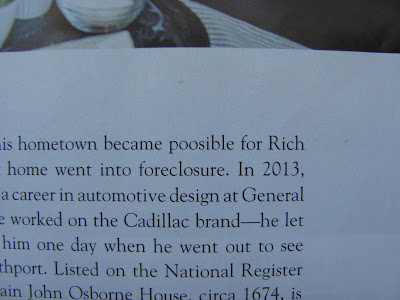 his hometown became poosible for Rich
home went into foreclosure. In 2013,
a career in automotive design at General
worked on the Cadillac brand—he let
him one day when he went out to see
thport. Listed on the National Register
ain John Osborne House, circa 1674, is